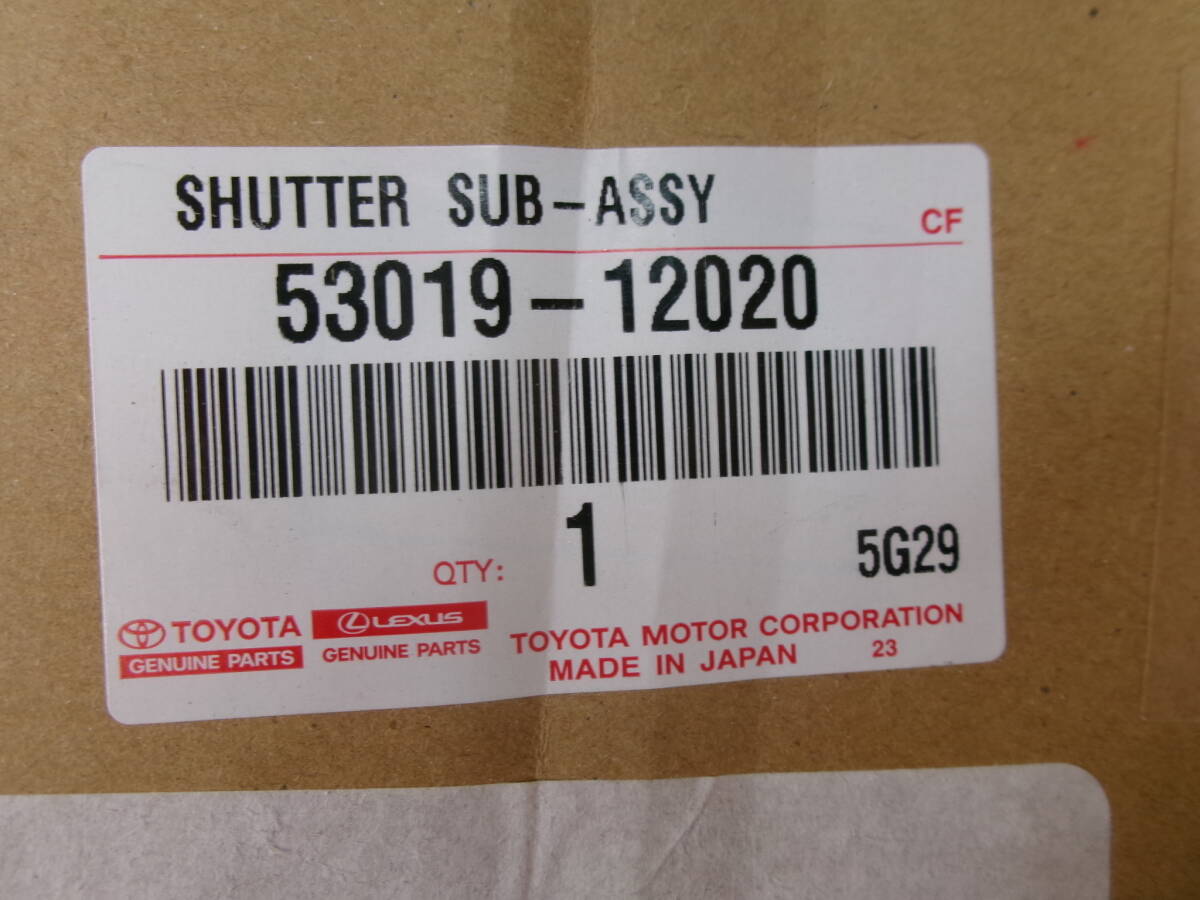 SHUTTER SUB-ASSY
CF
53019-12020
QTY: 1
5G29
TOYOTA
GENUINE PARTS
LEXUS
GENUINE PARTS
TOYOTA MOTOR CORPORATION
MADE IN JAPAN 23